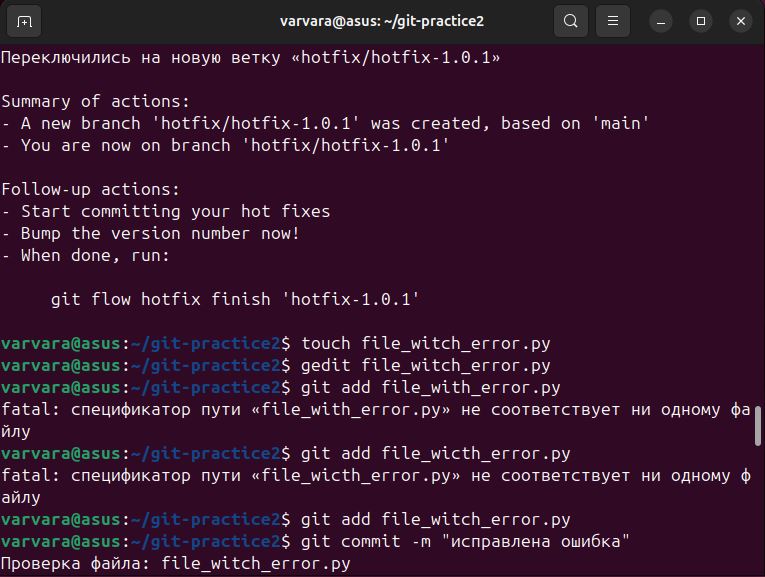 varvara@asus: ~/git-practice2
Переключились на новую ветку «hotfix/hotfix-1.0.1»
Summary of actions:
- A new branch 'hotfix/hotfix-1.0.1' was created, based on 'main'
- You are now on branch 'hotfix/hotfix-1.0.1'
Follow-up actions:
- Start committing your hot fixes
- Bump the version number now!
- When done, run:
git flow hotfix finish 'hotfix-1.0.1'
varvara@asus:~/git-practice2$ touch file_witch_error.py
varvara@asus:~/git-practice2$ gedit file_witch_error.py
varvara@asus:~/git-practice2$ git add file_with_error.py
fatal: спецификатор пути «file_with_error.py» не соответствует ни одному фа
йлу
varvara@asus:~/git-practice2$ git add file_wicth_error.py
fatal: спецификатор пути «file_wicth_error.py» не соответствует ни одному ф
айлу
varvara@asus:~/git-practice2$ git add file_witch_error.py
varvara@asus:~/git-practice2$ git commit -m "исправлена ошибка"
Проверка файла: file_witch_error.py